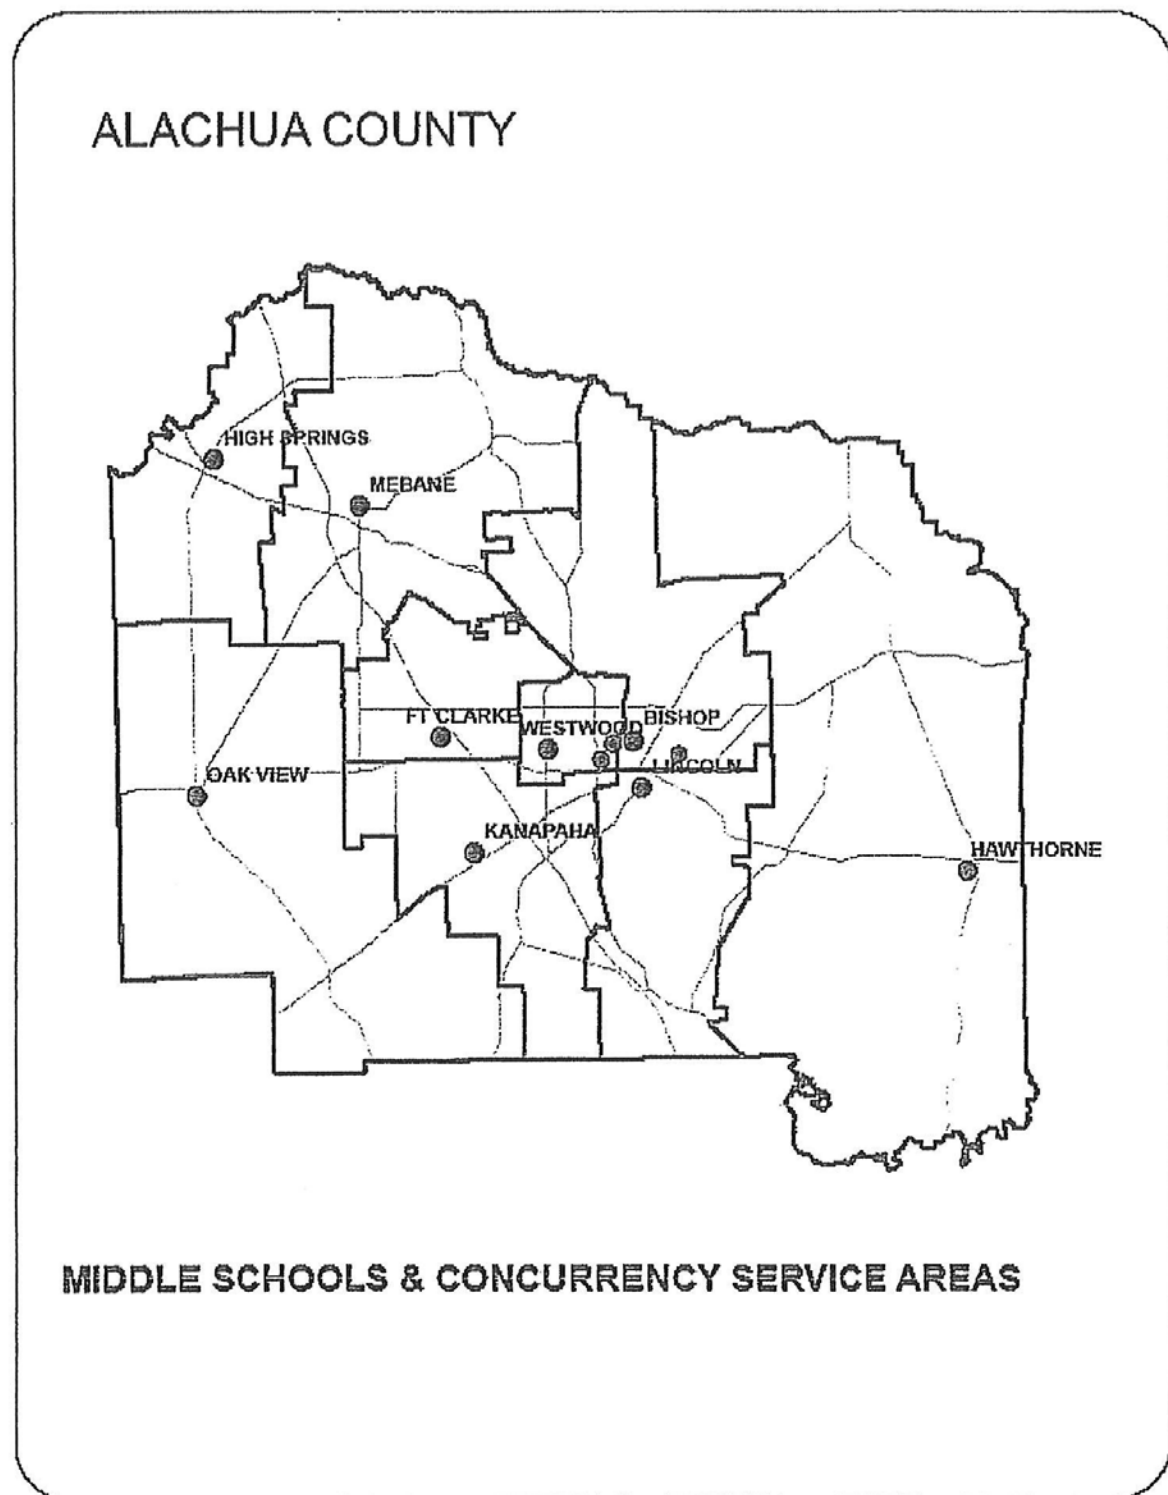 ALACHUA COUNTY
HIGH SPRINGS
MEBANE
FT CLARKE
WESTWOOD
BISHOP
OAK VIEW
LINCOLN
KANAPAHA
HAWTHORNE
MIDDLE SCHOOLS & CONCURRENCY SERVICE AREAS